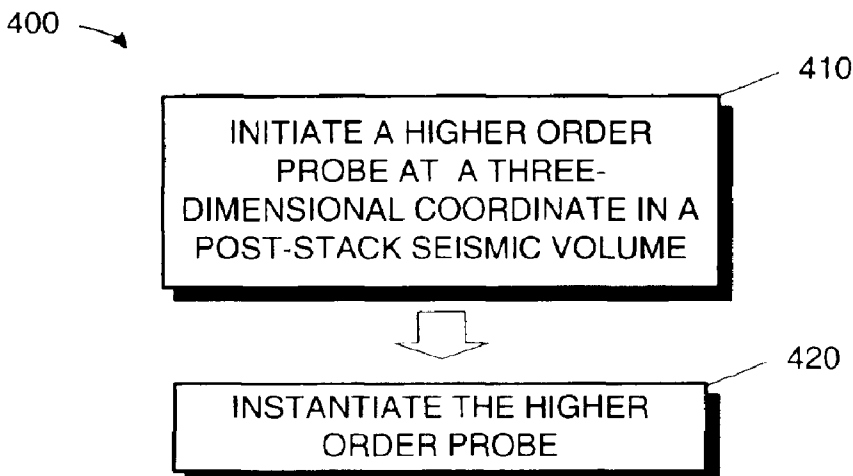 400
410
INITIATE A HIGHER ORDER
PROBE AT A THREE-
DIMENSIONAL COORDINATE IN A
POST-STACK SEISMIC VOLUME
420
INSTANTIATE THE HIGHER
ORDER PROBE